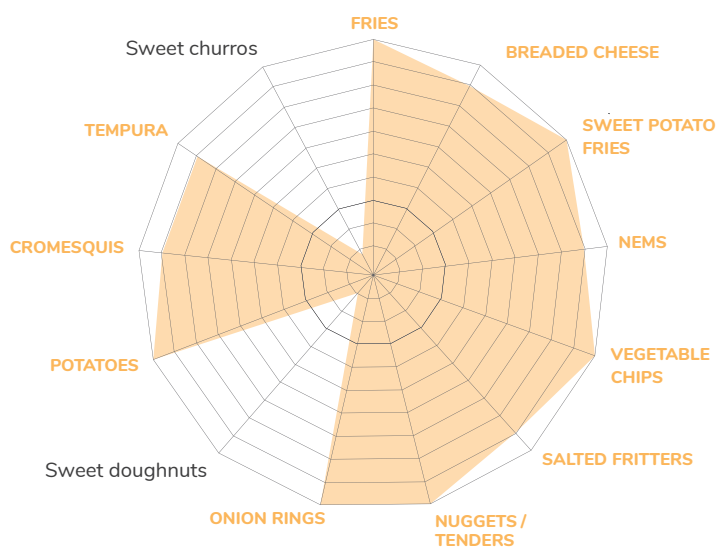 FRIES
Sweet churros
BREADED CHEESE
TEMPURA
SWEET POTATO
FRIES
CROMESQUIS
NEMS
POTATOES
VEGETABLE
CHIPS
Sweet doughnuts
SALTED FRITTERS
ONION RINGS
NUGGETS /
TENDERS